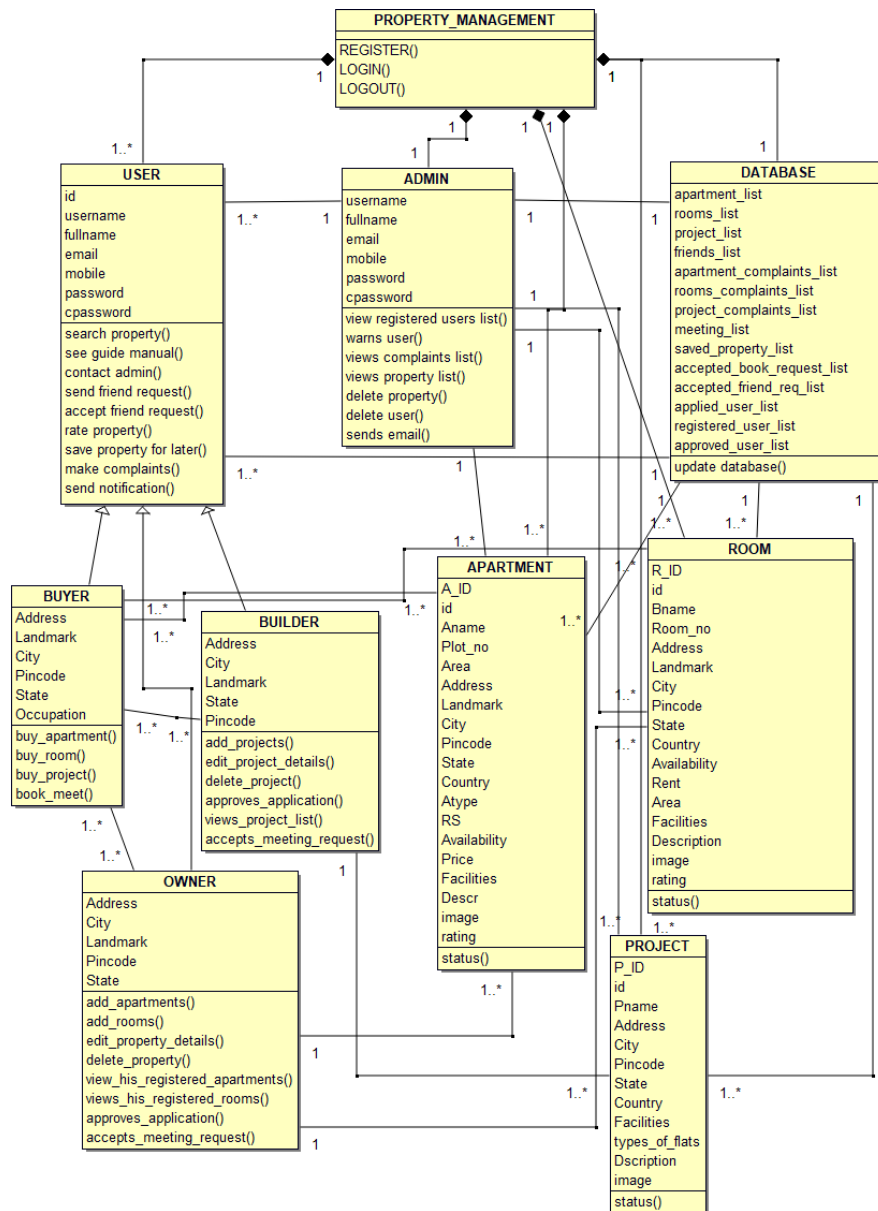 PROPERTY_MANAGEMENT
REGISTER()
LOGIN()
LOGOUT()
1
1
1
1
1
1
1..*
1
1
USER
id
username
fullname
email
mobile
password
cpassword
search property()
see guide manual()
contact admin()
send friend request()
accept friend request()
rate property()
save property for later()
make complaints()
send notification()
1..*
1
1..*
ADMIN
username
fullname
email
mobile
password
cpassword
view registered users list()
warns user()
views complaints list()
views property list()
delete property()
delete user()
sends email()
1
1
1
1
1
DATABASE
apartment_list
rooms_list
project_list
friends_list
apartment_complaints_list
rooms_complaints_list
project_complaints_list
meeting_list
saved_property_list
accepted_book_request_list
accepted_friend_req_list
applied_user_list
registered_user_list
approved_user_list
update database()
1
1
1
1
1..*
1..*
1..*
1..*
1..*
1..*
BUYER
Address
Landmark
City
Pincode
State
Occupation
buy_apartment()
buy_room()
buy_project()
book_meet()
1..*
1..*
1..*
1..*
1..*
1..*
BUILDER
Address
City
Landmark
State
Pincode
add_projects()
edit_project_details()
delete_project()
approves_application()
views_project_list()
accepts_meeting_request()
1
1..*
APARTMENT
A_ID
id
Aname
Plot_no
Area
Address
Landmark
City
Pincode
State
Country
Atype
RS
Availability
Price
Facilities
Descr
image
rating
status()
1..*
1..*
1..*
1..*
ROOM
R_ID
id
Bname
Room_no
Address
Landmark
City
Pincode
State
Country
Availability
Rent
Area
Facilities
Description
image
rating
status()
OWNER
Address
City
Landmark
Pincode
State
add_apartments()
add_rooms()
edit_property_details()
delete_property()
view_his_registered_apartments()
views_his_registered_rooms()
approves_application()
accepts_meeting_request()
1
1
1..*
1..*
PROJECT
P_ID
id
Pname
Address
City
Pincode
State
Country
Facilities
types_of_flats
Dscription
image
status()
1..*
1..*